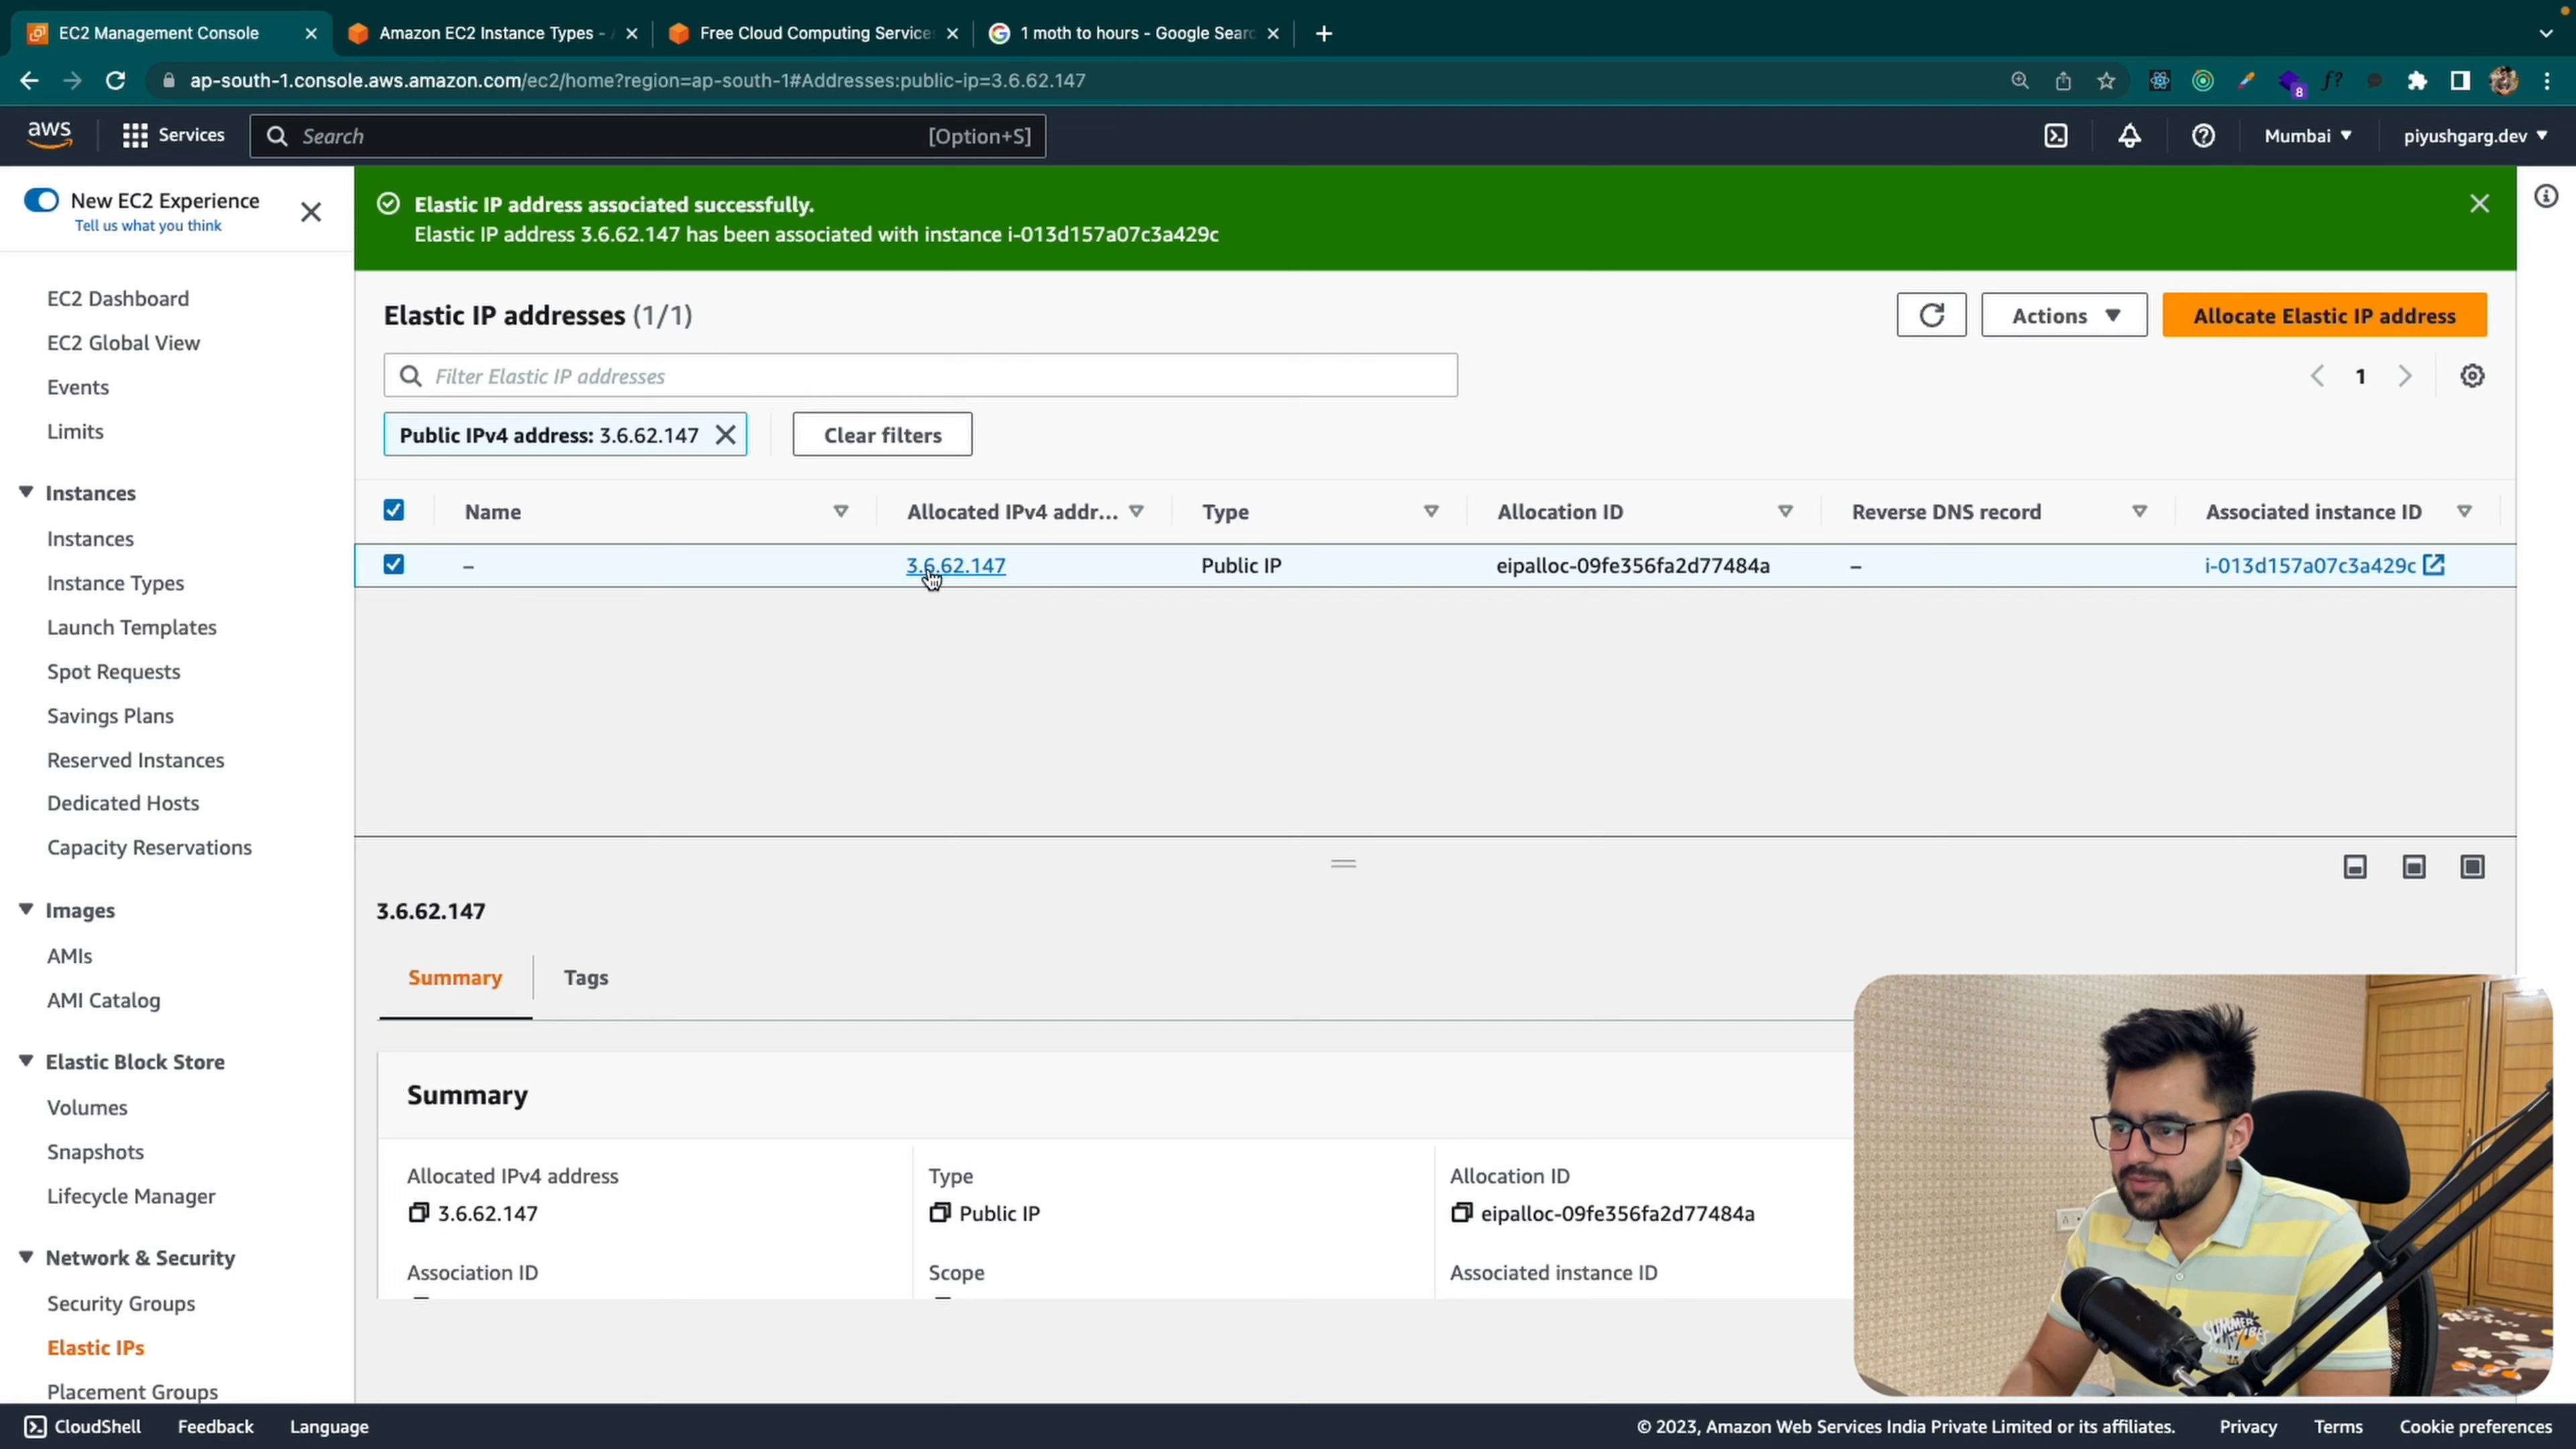 EC2 Management Console
Amazon EC2 Instance Types -
Free Cloud Computing Service
1 moth to hours - Google Sear
ap-south-1.console.aws.amazon.com/ec2/home?region=ap-south-1#Addresses:public-ip=3.6.62.147
8
aws
Services
Search
[Option+S]
Mumbai
piyushgarg.dev
New EC2 Experience
Tell us what you think
EC2 Dashboard
EC2 Global View
Events
Limits
Instances
Instances
Instance Types
Launch Templates
Spot Requests
Savings Plans
Reserved Instances
Dedicated Hosts
Capacity Reservations
Images
AMIs
AMI Catalog
Elastic Block Store
Volumes
Snapshots
Lifecycle Manager
Network & Security
Security Groups
Elastic IPs
Placement Groups
Elastic IP address associated successfully.
Elastic IP address 3.6.62.147 has been associated with instance i-013d157a07c3a429c
Elastic IP addresses (1/1)
Actions
Allocate Elastic IP address
Filter Elastic IP addresses
1
Public IPv4 address: 3.6.62.147
Clear filters
Name Allocated IPv4 addr... Type Allocation ID Reverse DNS record Associated instance ID
– 3.6.62.147 Public IP eipalloc-09fe356fa2d77484a – i-013d157a07c3a429c
3.6.62.147
Summary Tags
Summary
Allocated IPv4 address Type Allocation ID
3.6.62.147 Public IP eipalloc-09fe356fa2d77484a
Association ID Scope Associated instance ID
SUMMER
VIBES
CloudShell Feedback Language © 2023, Amazon Web Services India Private Limited or its affiliates. Privacy Terms Cookie preferences